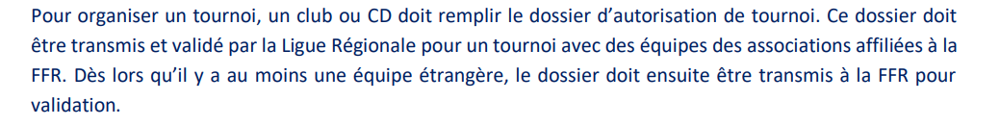 Pour organiser un tournoi, un club ou CD doit remplir le dossier d’autorisation de tournoi. Ce dossier doit
être transmis et validé par la Ligue Régionale pour un tournoi avec des équipes des associations affiliées à la
FFR. Dès lors qu’il y a au moins une équipe étrangère, le dossier doit ensuite être transmis à la FFR pour
validation.